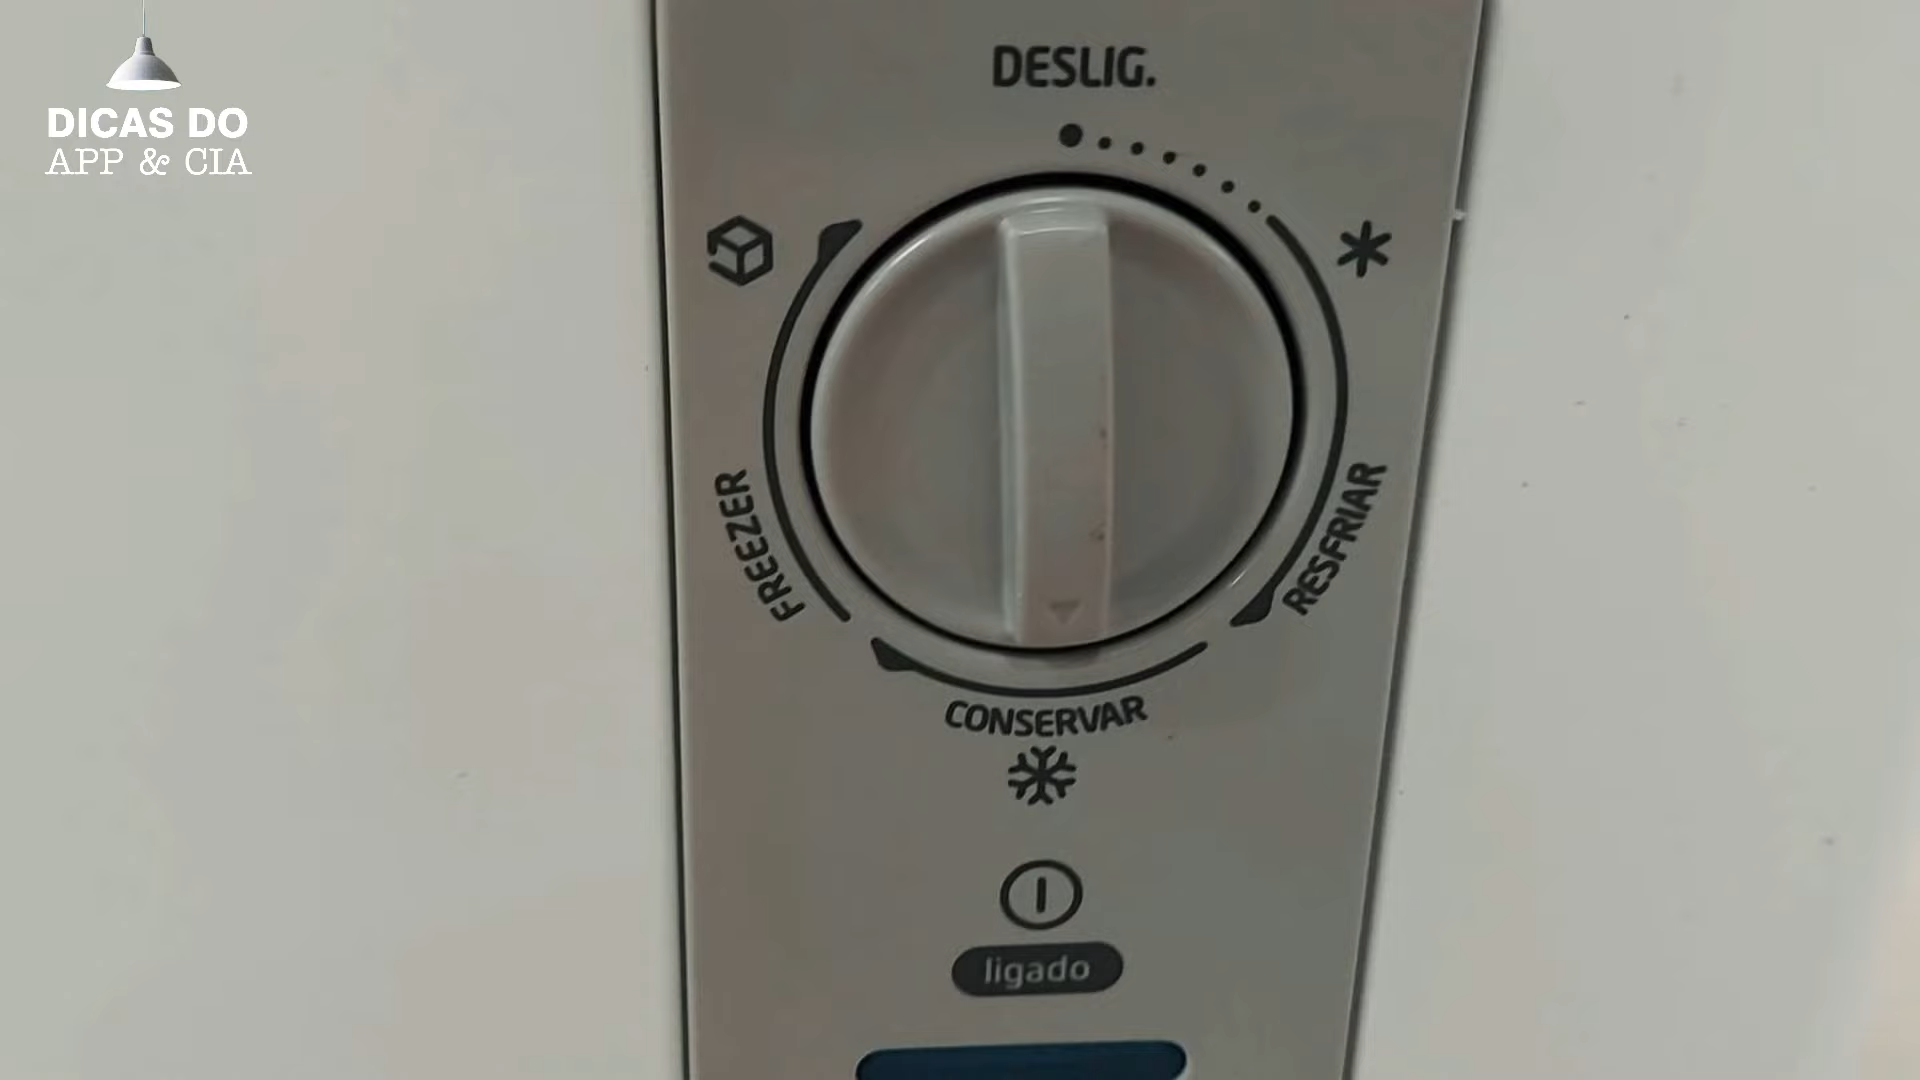 DICAS DO
APP & CIA
DESLIG.
FREEZER
RESFRIAR
CONSERVAR
ligado